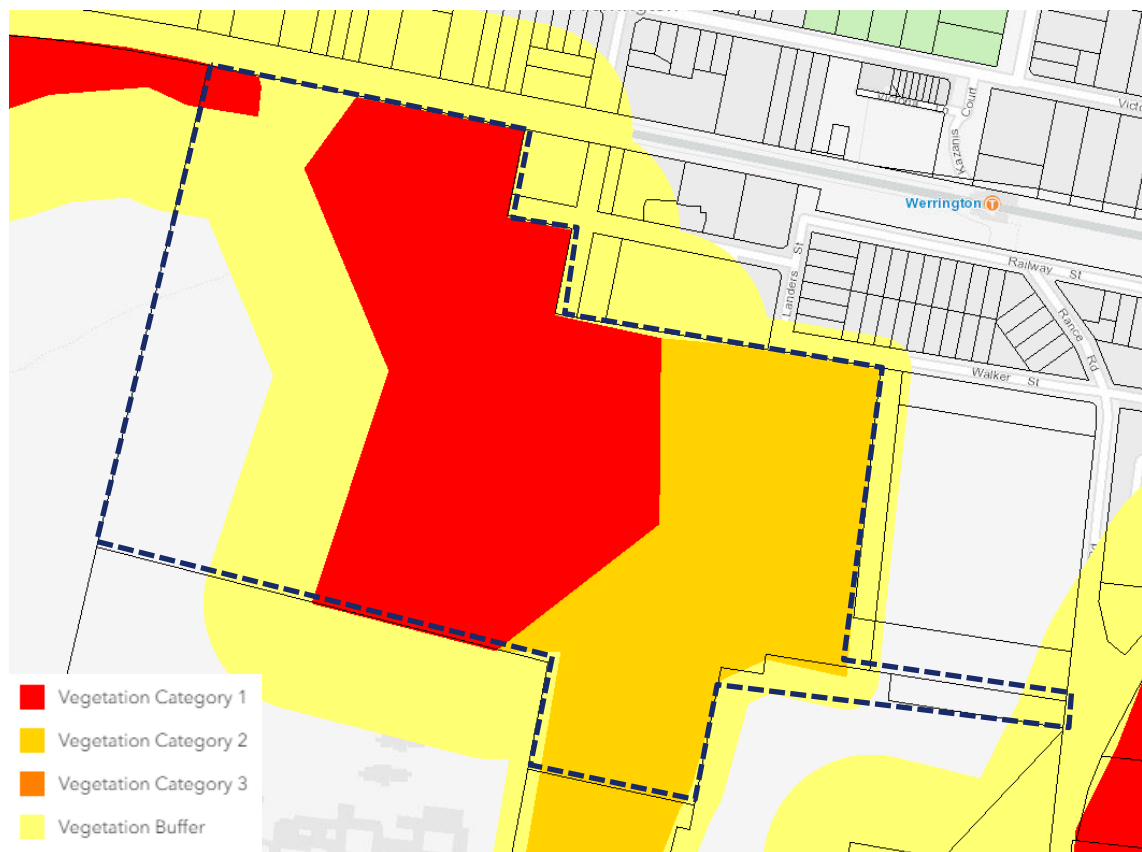 Court
Kazanis
Werrington T
Landers St
Railway St
Rance Rd
Walker St
Vegetation Category 1
Vegetation Category 2
Vegetation Category 3
Vegetation Buffer